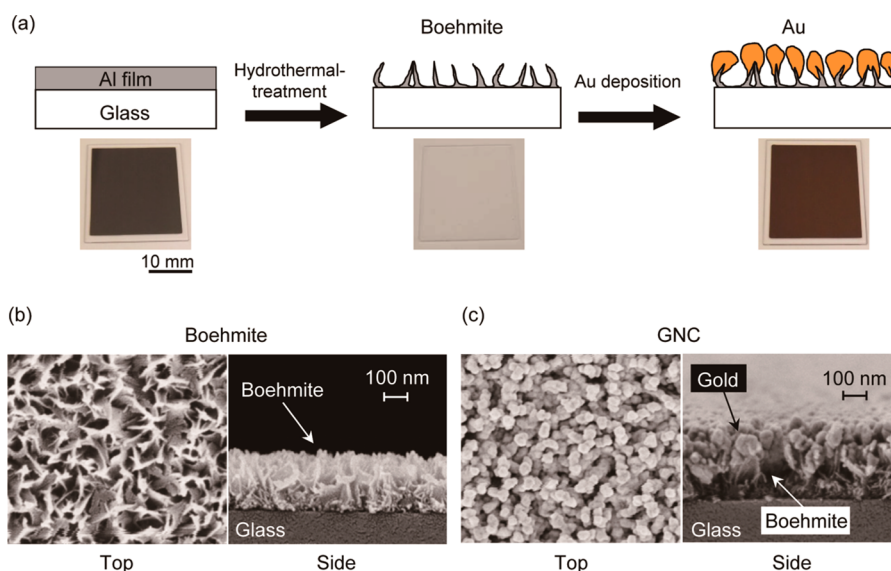 (a)
Boehmite
Au
Al film
Glass
Hydrothermal-
treatment
Au deposition
10 mm
(b)
Boehmite
(c)
GNC
Boehmite
100 nm
Glass
Gold
100 nm
Boehmite
Glass
Top
Side
Top
Side